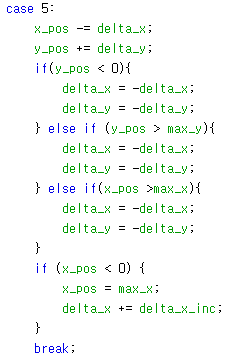 case 5:
x_pos -= delta_x;
y_pos += delta_y;
if(y_pos < 0){
delta_x = -delta_x;
delta_y = -delta_y;
} else if (y_pos > max_y){
delta_x = -delta_x;
delta_y = -delta_y;
} else if(x_pos >max_x){
delta_x = -delta_x;
delta_y = -delta_y;
}
if (x_pos < 0) {
x_pos = max_x;
delta_x += delta_x_inc;
}
break;